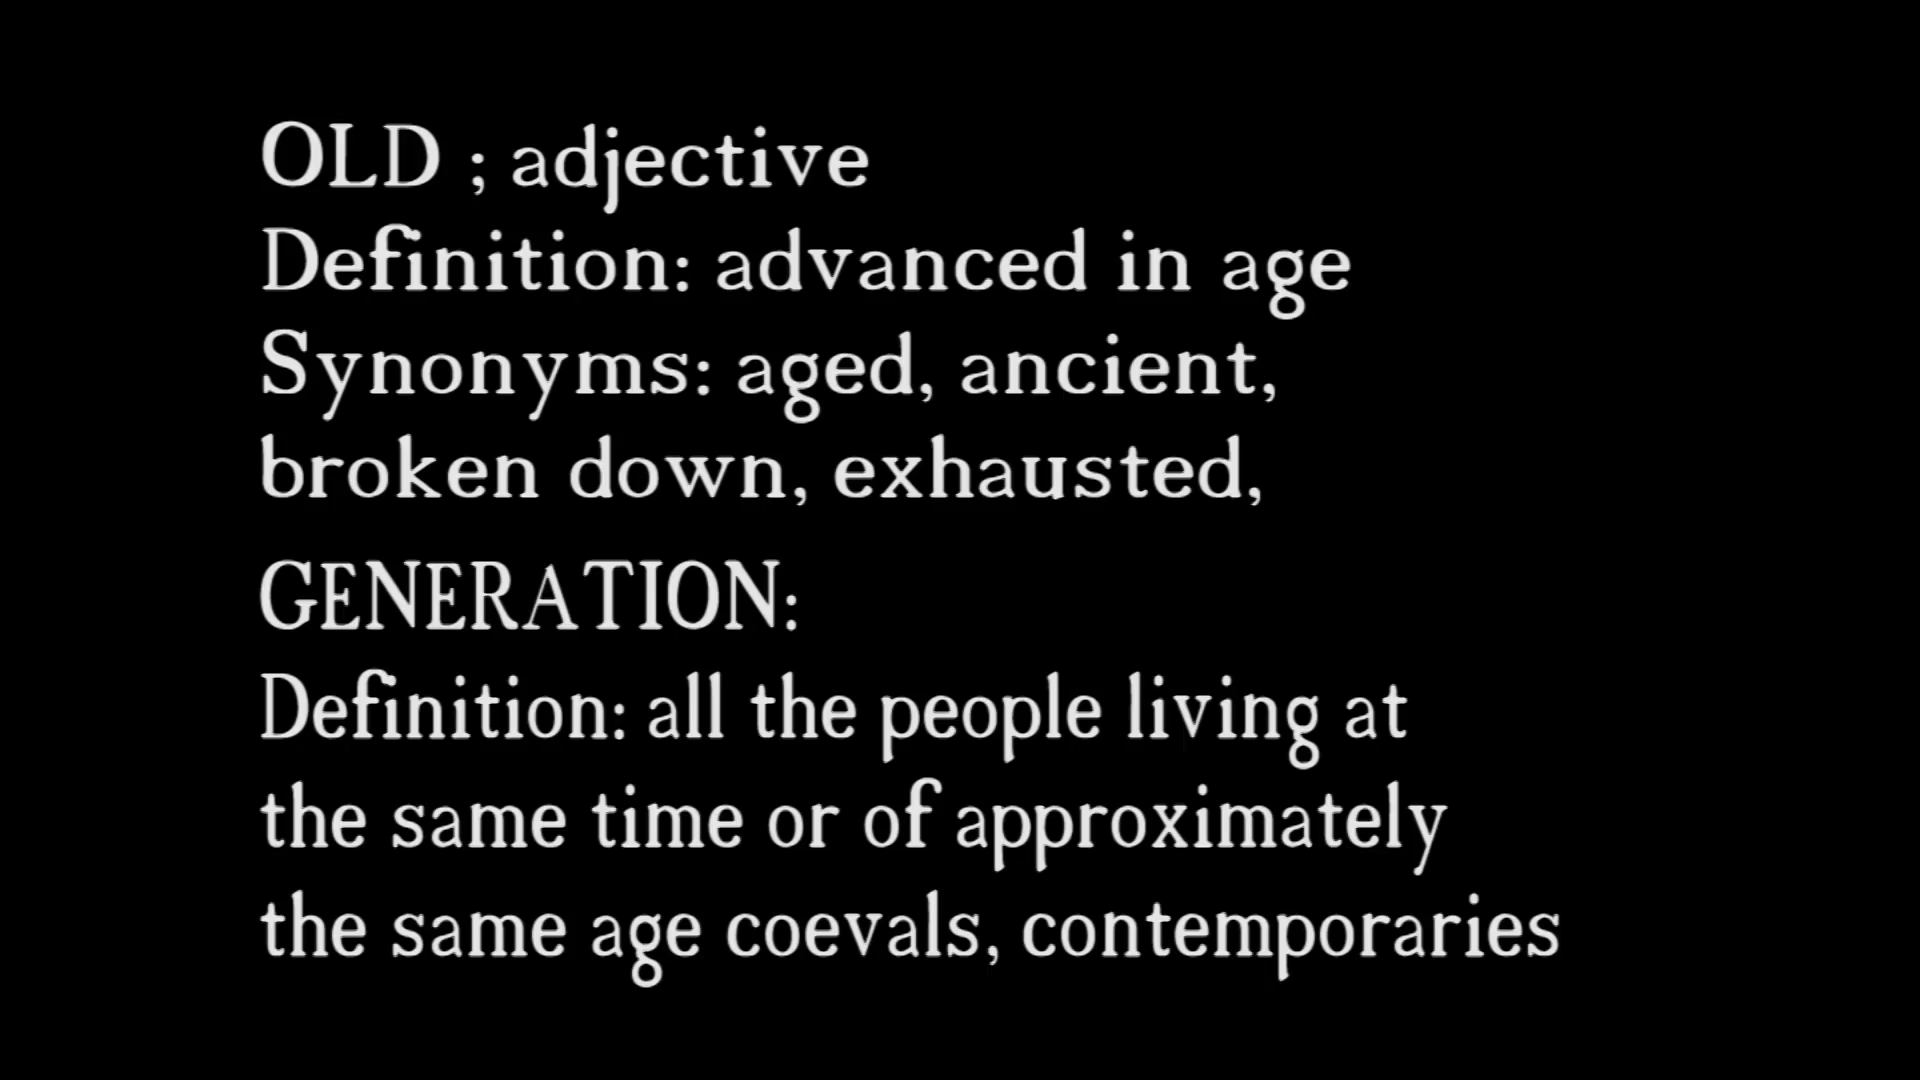 OLD ; adjective
Definition: advanced in age
Synonyms: aged, ancient,
broken down, exhausted,
GENERATION:
Definition: all the people living at
the same time or of approximately
the same age coevals, contemporaries